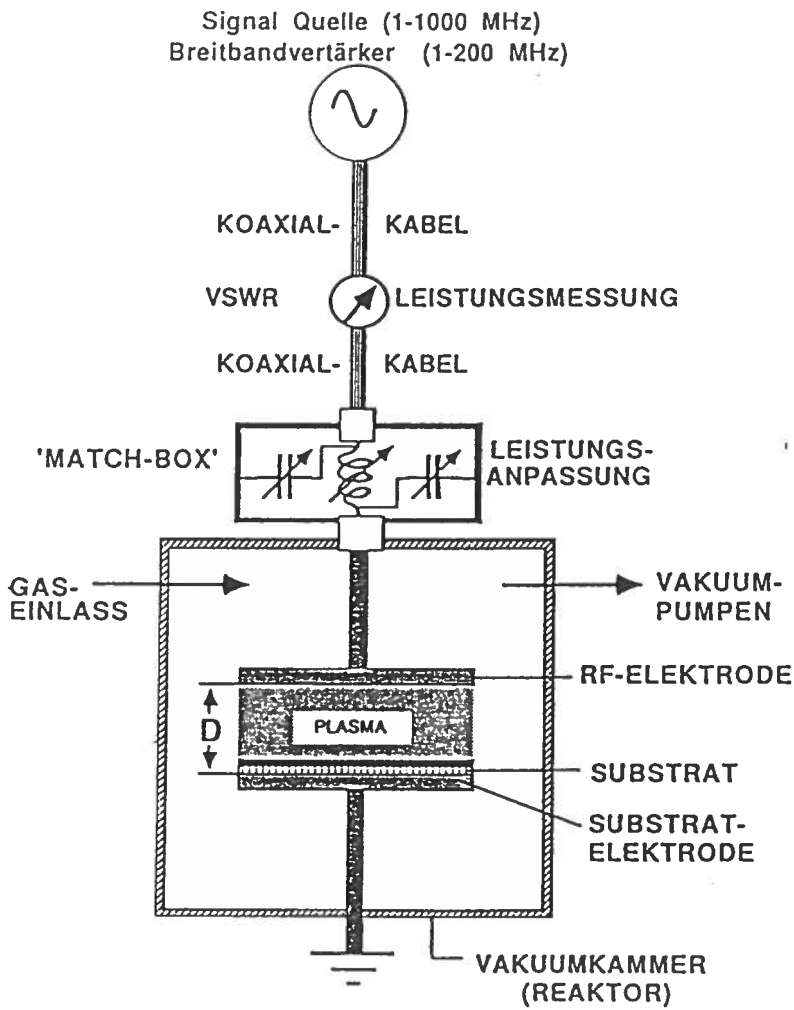 Signal Quelle (1-1000 MHz)
Breitbandvertärker (1-200 MHz)
KOAXIAL- KABEL
VSWR LEISTUNGSMESSUNG
KOAXIAL- KABEL
'MATCH-BOX'
LEISTUNGS-
ANPASSUNG
GAS-
EINLASS
VAKUUM-
PUMPEN
RF-ELEKTRODE
D
PLASMA
SUBSTRAT
SUBSTRAT-
ELEKTRODE
VAKUUMKAMMER
(REAKTOR)